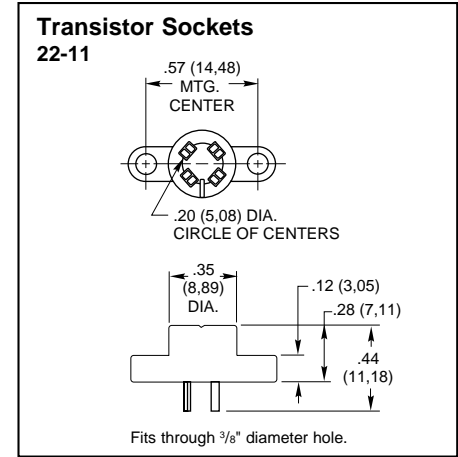 Transistor Sockets
22-11
.57 (14,48)
MTG.
CENTER
.20 (5,08) DIA.
CIRCLE OF CENTERS
.35
(8,89)
DIA.
.12 (3,05)
.28 (7,11)
.44
(11,18)
Fits through 3/8" diameter hole.